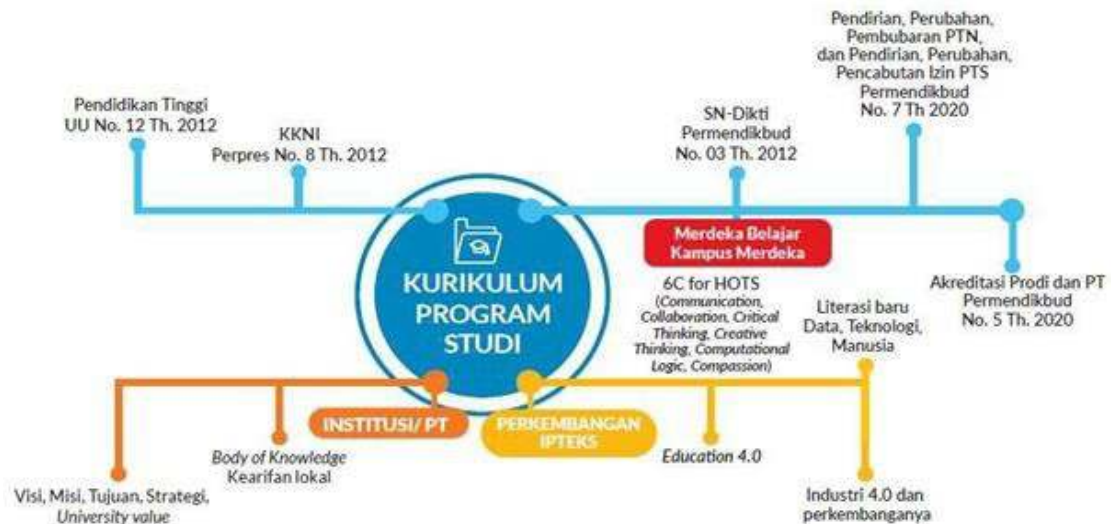 Pendidikan Tinggi
UU No. 12 Th. 2012
KKNI
Perpres No. 8 Th. 2012
SN-Dikti
Permendikbud
No. 03 Th. 2012
Pendirian, Perubahan,
Pembubaran PTN,
dan Pendirian, Perubahan,
Pencabutan Izin PTS
Permendikbud
No. 7 Th 2020
Merdeka Belajar
Kampus Merdeka
Akreditasi Prodi dan PT
Permendikbud
No. 5 Th. 2020
KURIKULUM
PROGRAM
STUDI
6C for HOTS
(Communication,
Collaboration, Critical
Thinking, Creative
Thinking, Computational
Logic, Compassion)
Literasi baru
Data, Teknologi,
Manusia
INSTITUSI/ PT
PERKEMBANGAN
IPTEKS
Body of Knowledge
Kearifan lokal
Education 4.0
Visi, Misi, Tujuan, Strategi,
University value
Industri 4.0 dan
perkembanganya